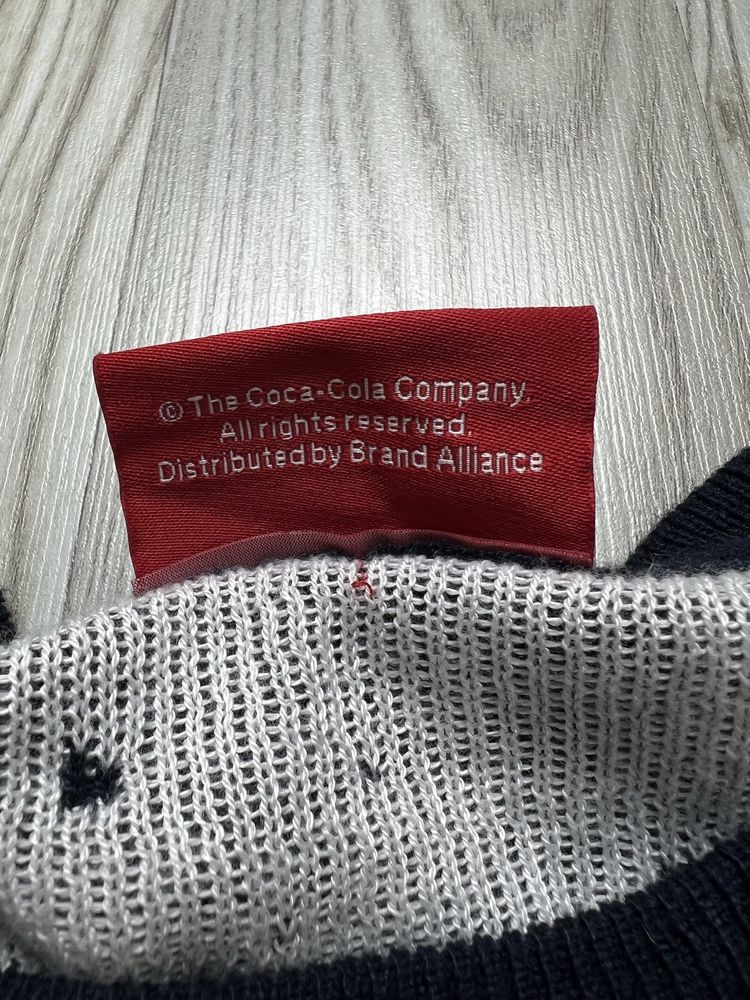 © The Coca-Cola Company.
All rights reserved.
Distributed by Brand Alliance